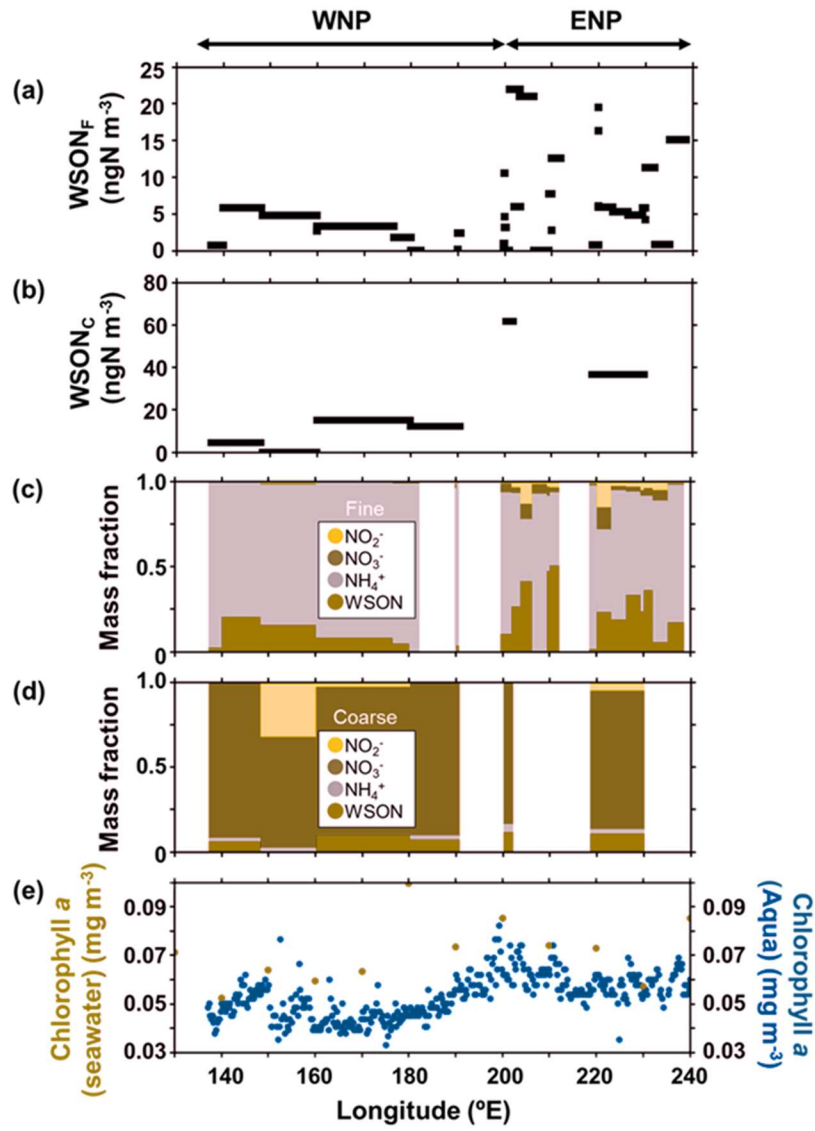 WNP ENP
(a)
WSON_F
(ngN m⁻³)
25
20
15
10
5
0
(b)
WSON_C
(ngN m⁻³)
80
60
40
20
0
(c)
Mass fraction
1.0
0.5
0
Fine
NO₂⁻
NO₃⁻
NH₄⁺
WSON
(d)
Mass fraction
1.0
0.5
0
Coarse
NO₂⁻
NO₃⁻
NH₄⁺
WSON
(e)
Chlorophyll a
(seawater) (mg m⁻³)
0.09
0.07
0.05
0.03
0.09
0.07
0.05
0.03
Chlorophyll a
(Aqua) (mg m⁻³)
140 160 180 200 220 240
Longitude (ºE)